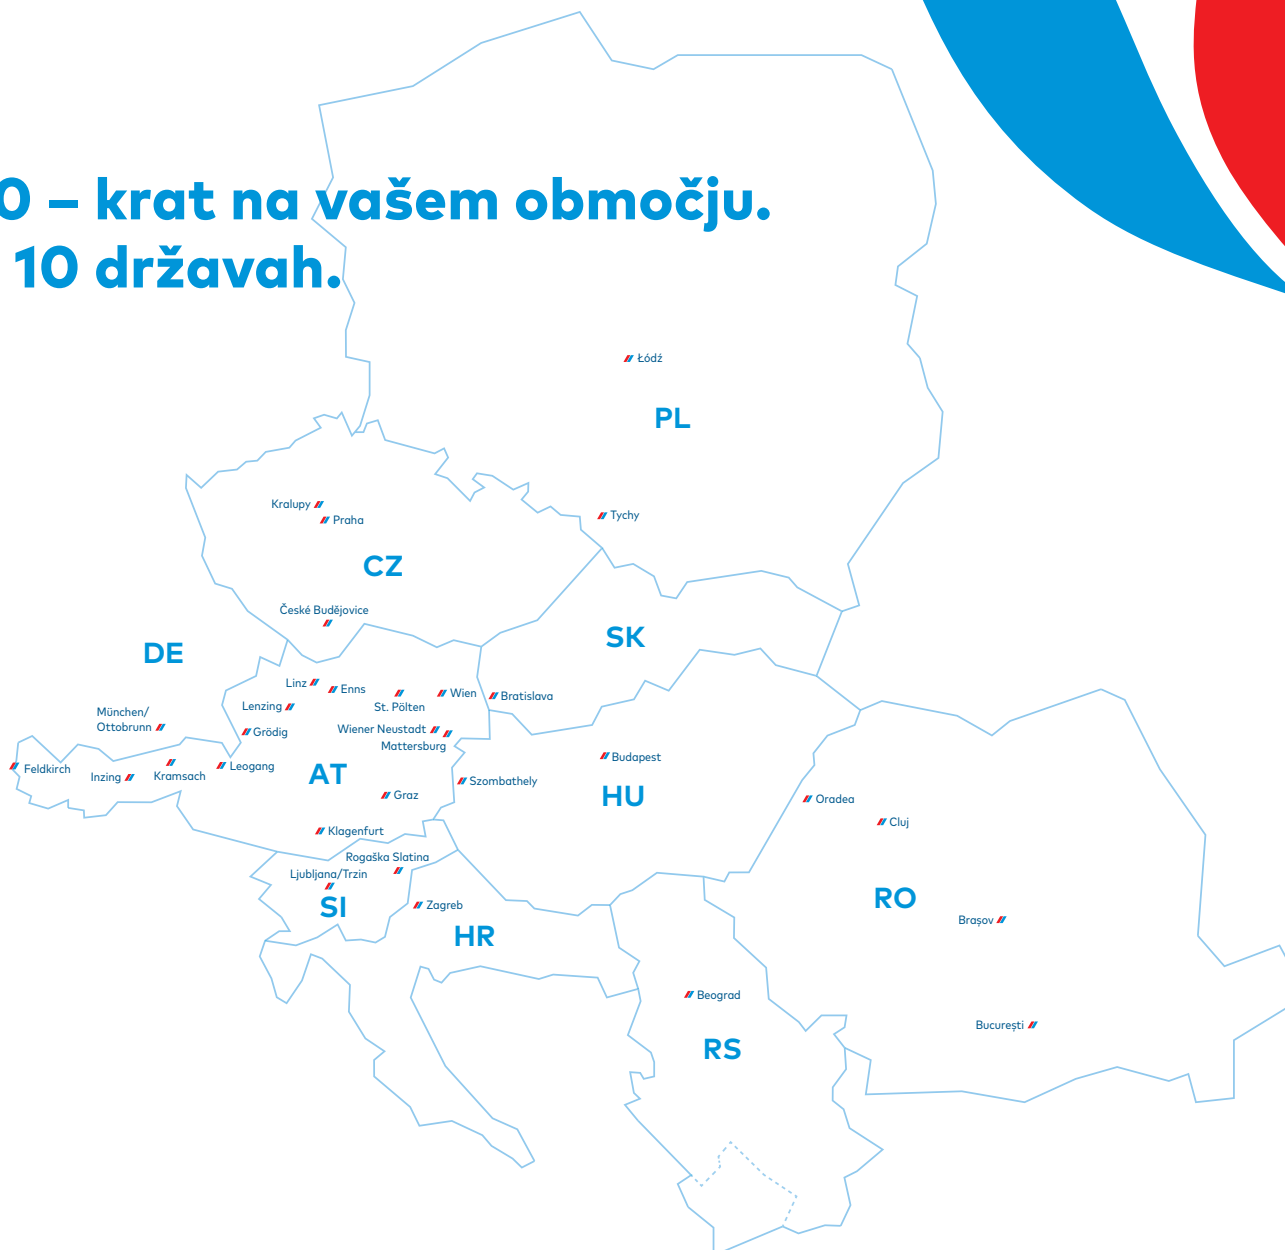 0 – krat na vašem območju.
10 državah.
Łódź
PL
Kralupy
Praha
Tychy
CZ
České Budějovice
SK
DE
Linz
Enns
Wien
Bratislava
Lenzing
St. Pölten
München/
Ottobrunn
Grödig
Wiener Neustadt
Mattersburg
Budapest
Feldkirch
Inzing
Kramsach
Leogang
AT
Szombathely
HU
Graz
Oradea
Cluj
Klagenfurt
Rogaška Slatina
Ljubljana/Trzin
SI
Zagreb
RO
HR
Brașov
Beograd
București
RS